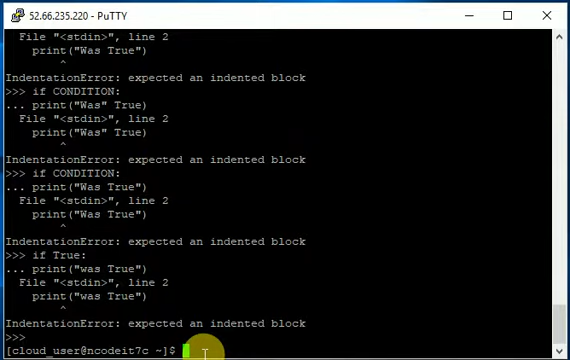 52.66.235.220 - PuTTY
File "<stdin>", line 2
print("Was True")
^
IndentationError: expected an indented block
>>> if CONDITION:
... print("Was" True)
File "<stdin>", line 2
print("Was" True)
^
IndentationError: expected an indented block
>>> if CONDITION:
... print("Was True")
File "<stdin>", line 2
print("Was True")
^
IndentationError: expected an indented block
>>> if True:
... print("was True")
File "<stdin>", line 2
print("was True")
^
IndentationError: expected an indented block
>>>
[cloud_user@ncodeit7c ~]$